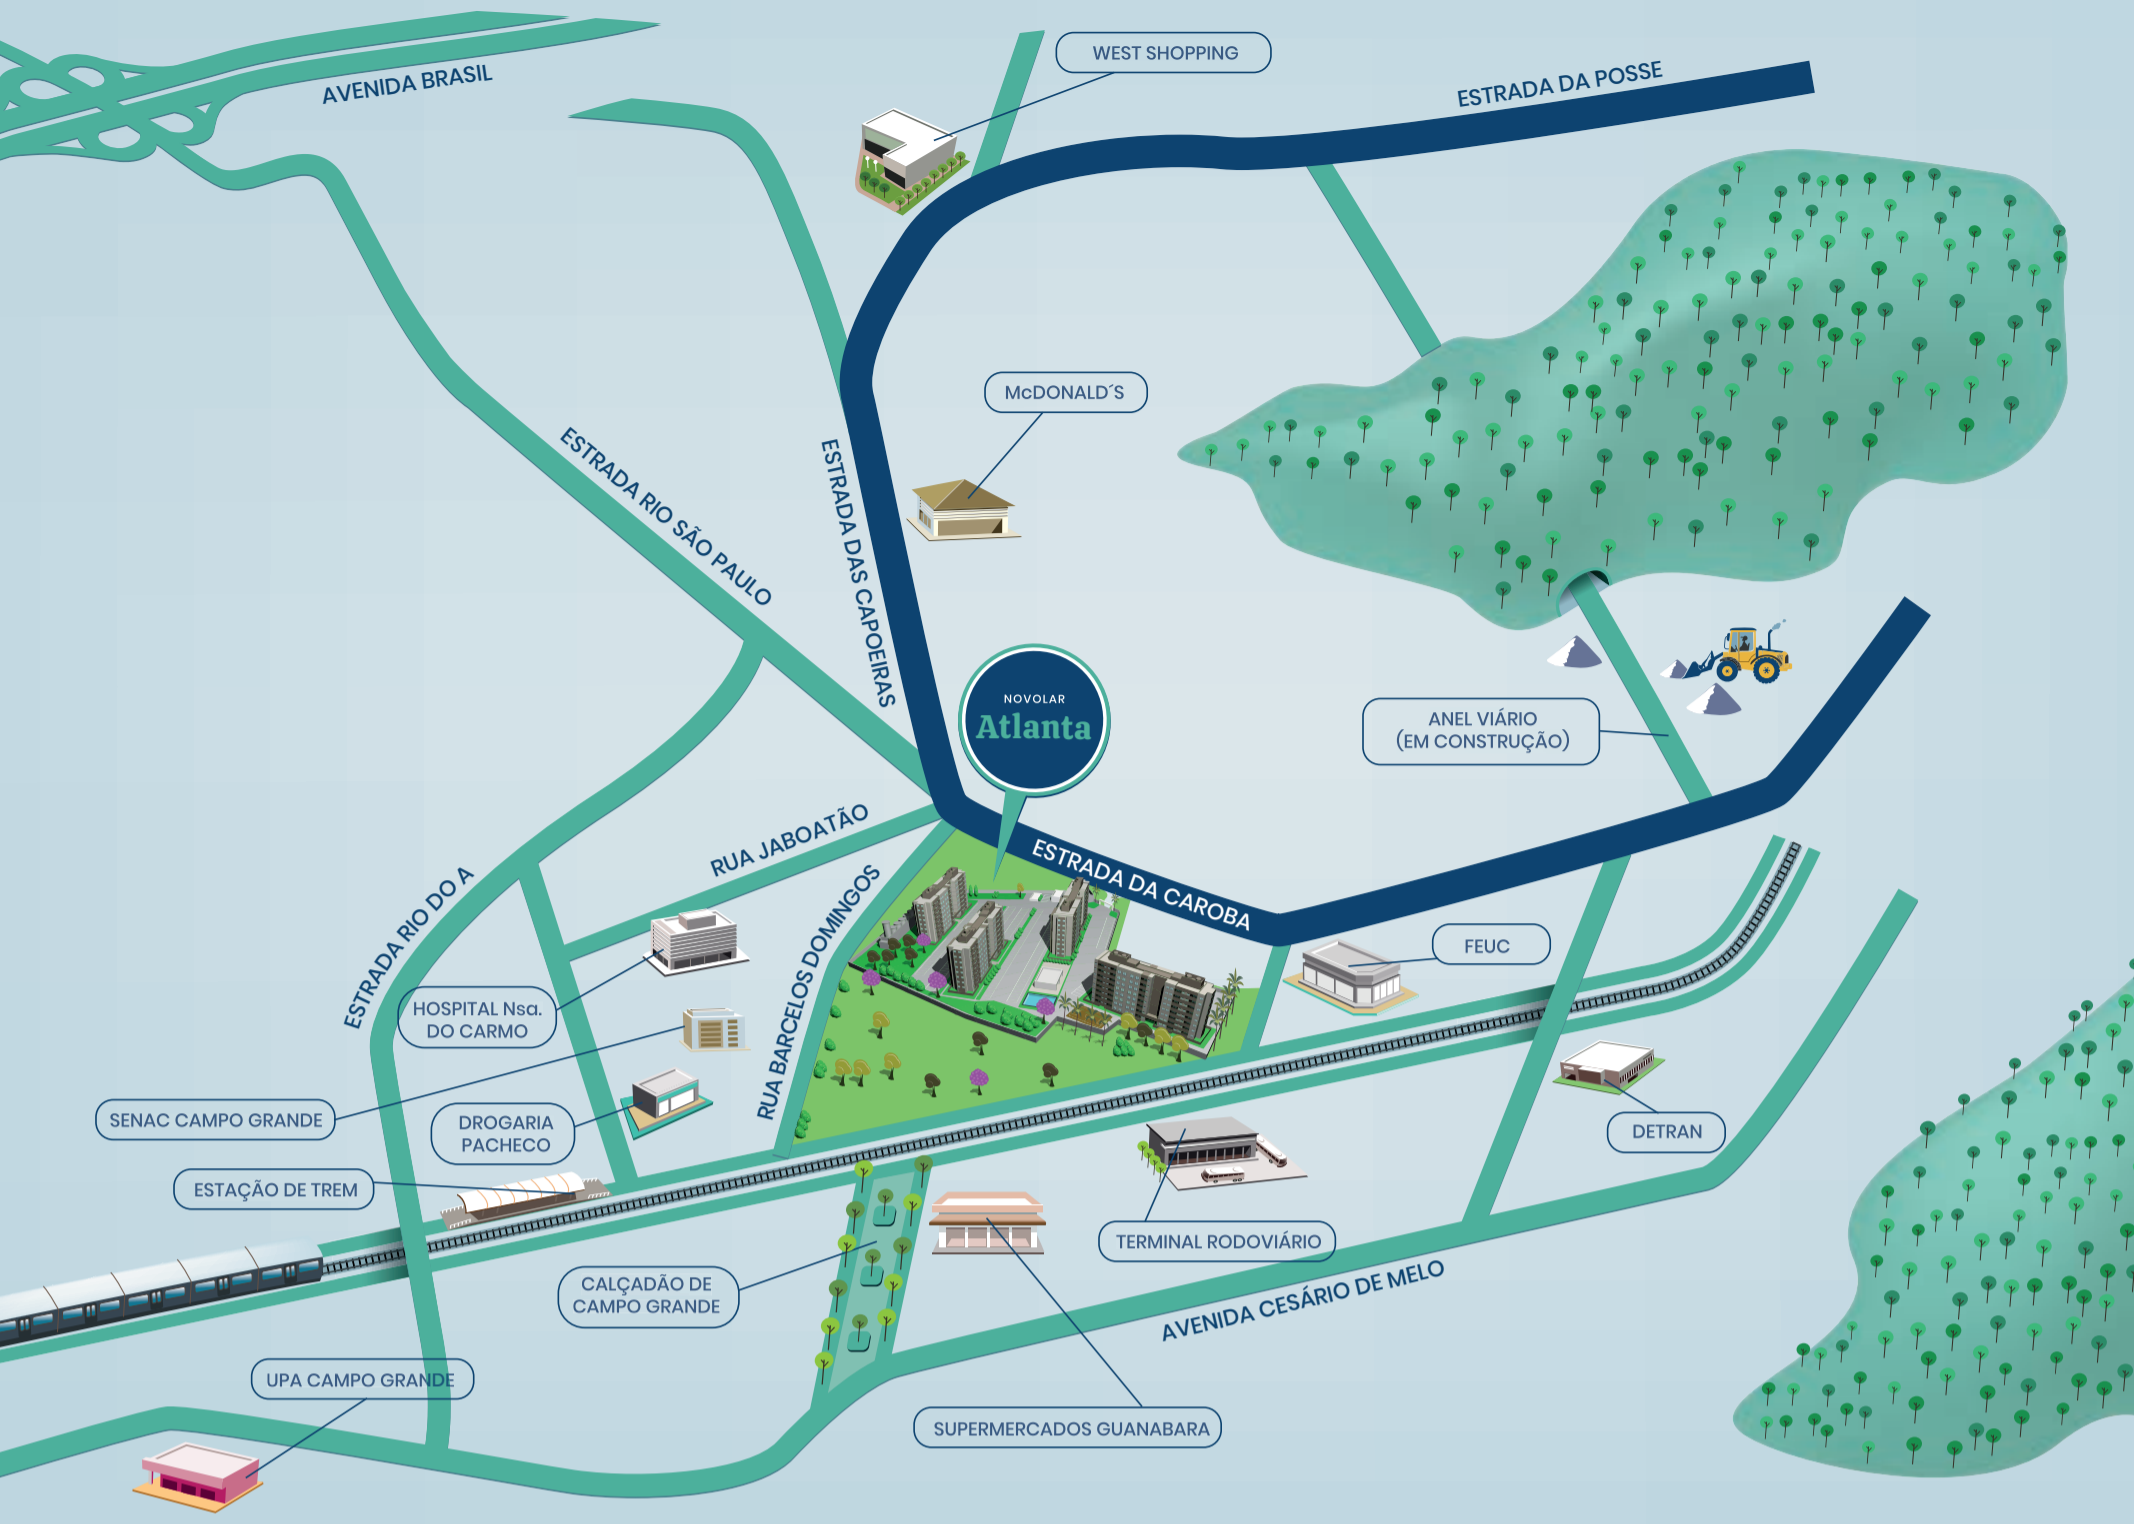 WEST SHOPPING
ESTRADA DA POSSE
AVENIDA BRASIL
McDONALD´S
ESTRADA RIO SÃO PAULO
ESTRADA DAS CAPOEIRAS
NOVOLAR
Atlanta
ANEL VIÁRIO
(EM CONSTRUÇÃO)
RUA JABOATÃO
ESTRADA DA CAROBA
ESTRADA RIO DO A
RUA BARCELOS DOMINGOS
FEUC
HOSPITAL Nsa.
DO CARMO
SENAC CAMPO GRANDE
DROGARIA
PACHECO
DETRAN
ESTAÇÃO DE TREM
TERMINAL RODOVIÁRIO
CALÇADÃO DE
CAMPO GRANDE
AVENIDA CESÁRIO DE MELO
UPA CAMPO GRANDE
SUPERMERCADOS GUANABARA